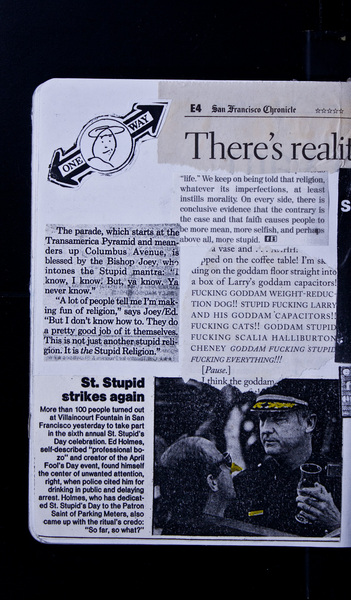 ONE WAY
E4 San Francisco Chronicle ☆☆☆☆☆
There's realit
S
"life." We keep on being told that religion,
whatever its imperfections, at least
instills morality. On every side, there is
conclusive evidence that the contrary is
the case and that faith causes people to
be more mean, more selfish, and perhaps
above all, more stupid.
The parade, which starts at the
Transamerica Pyramid and mean-
ders up Columbus Avenue, is
blessed by the Bishop Joey, who
intones the Stupid mantra: "I
know, I know. But, ya know. Ya
never know."
"A lot of people tell me I'm mak-
ing fun of religion," says Joey/Ed.
"But I don't know how to. They do
a pretty good job of it themselves.
This is not just another stupid reli-
gion. It is the Stupid Religion."
a vase and
pped on the coffee table! I'm
uing on the goddam floor straight into
a box of Larry's goddam capacitors!
FUCKING GODDAM WEIGHT-REDUC-
TION DOG!! STUPID FUCKING LARRY
AND HIS GODDAM CAPACITORS!!
FUCKING CATS!! GODDAM STUPID
FUCKING SCALIA HALLIBURTON
CHENEY GODDAM FUCKING STUPID
FUCKING EVERYTHING!!!
[Pause.]
I think the goddam
St. Stupid
strikes again
More than 100 people turned out
at Villaincourt Fountain in San
Francisco yesterday to take
part in the sixth annual St. Stupid's
Day celebration. Ed Holmes,
self-described "professional bo-
zo" and creator of the April
Fool's Day event, found himself
the center of unwanted attention,
right, when police cited him for
drinking in public and delaying
arrest. Holmes, who has dedicat-
ed St. Stupid's Day to the Patron
Saint of Parking Meters, also
came up with the ritual's credo:
"So far, so what?"